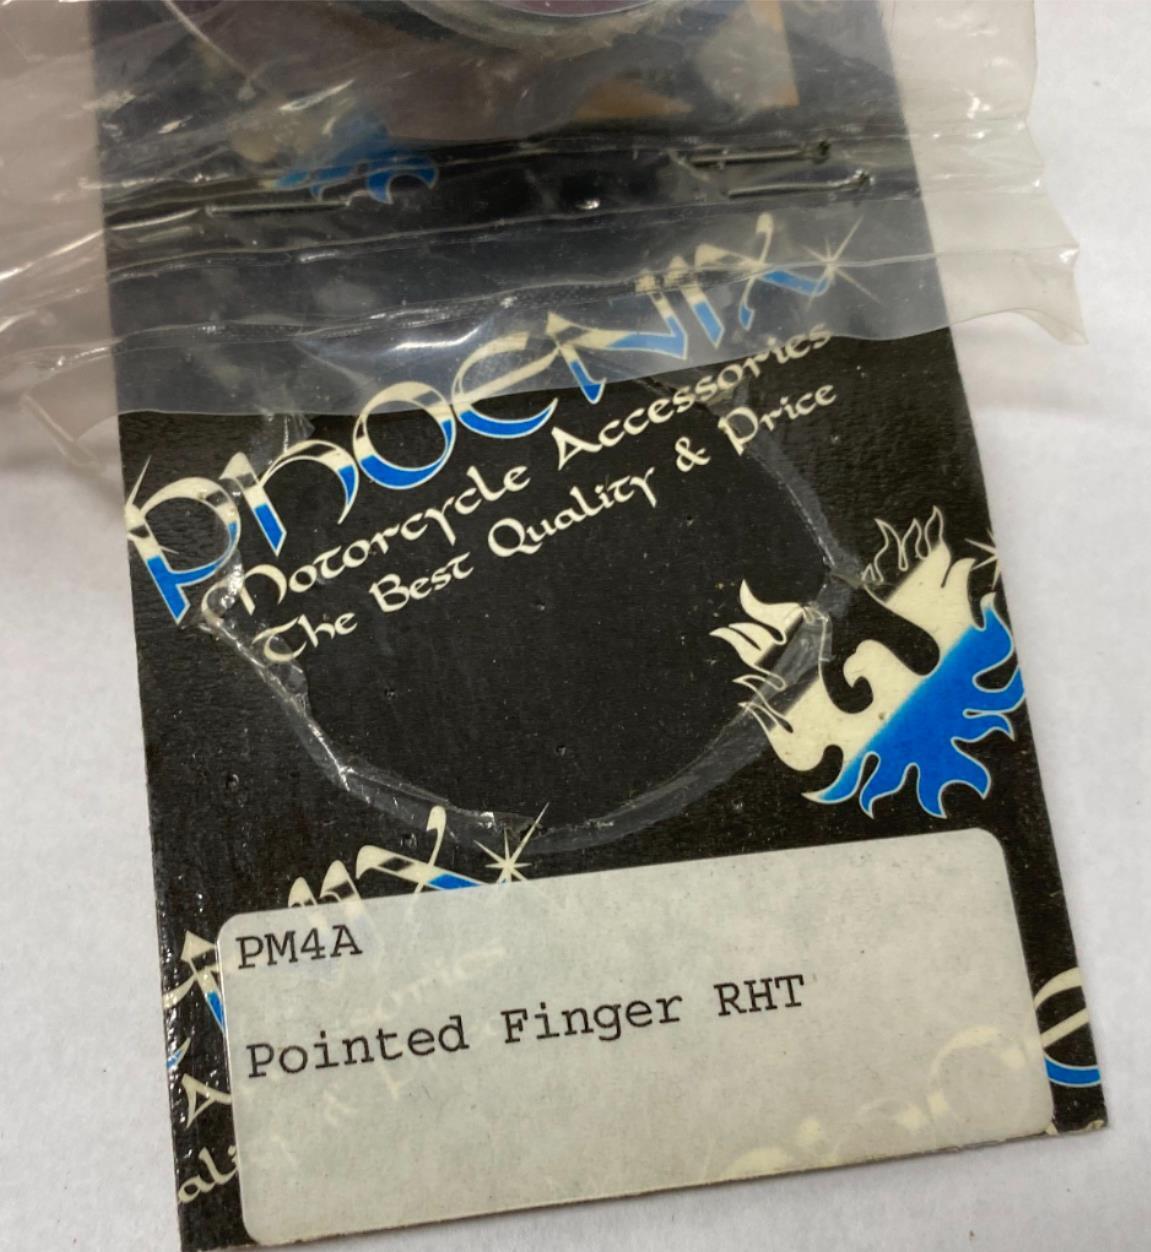 PHOENIX
Motorcycle Accessories
The Best Quality & Price
PM4A
Pointed Finger RHT